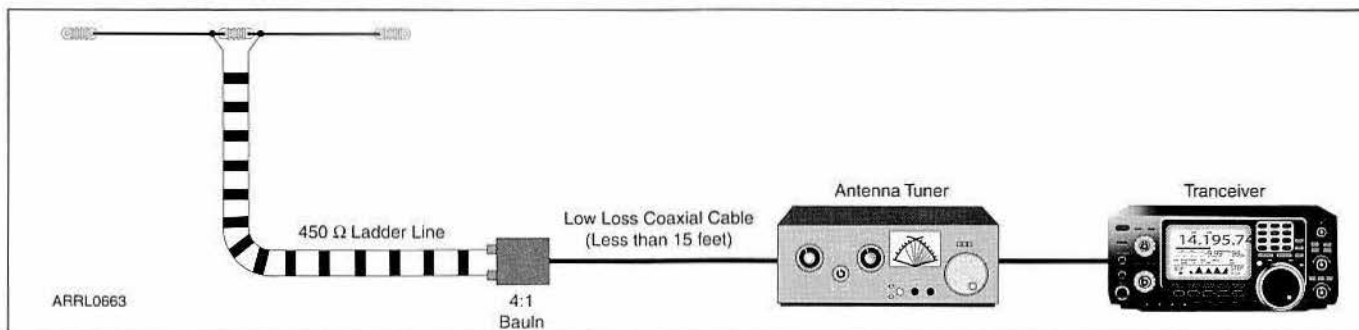 450 Ω Ladder Line
4:1
Bauln
Low Loss Coaxial Cable
(Less than 15 feet)
Antenna Tuner
Tranceiver
14.195.74
ARRL0663